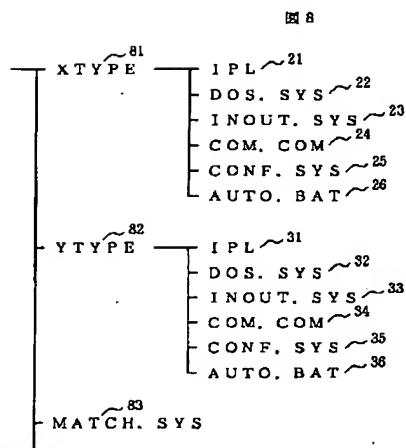 図 8
XTYPE 81 IPL 21
DOS. SYS 22
INOUT. SYS 23
COM. COM 24
CONF. SYS 25
AUTO. BAT 26
YTYPE 82 IPL 31
DOS. SYS 32
INOUT. SYS 33
COM. COM 34
CONF. SYS 35
AUTO. BAT 36
MATCH. SYS 83